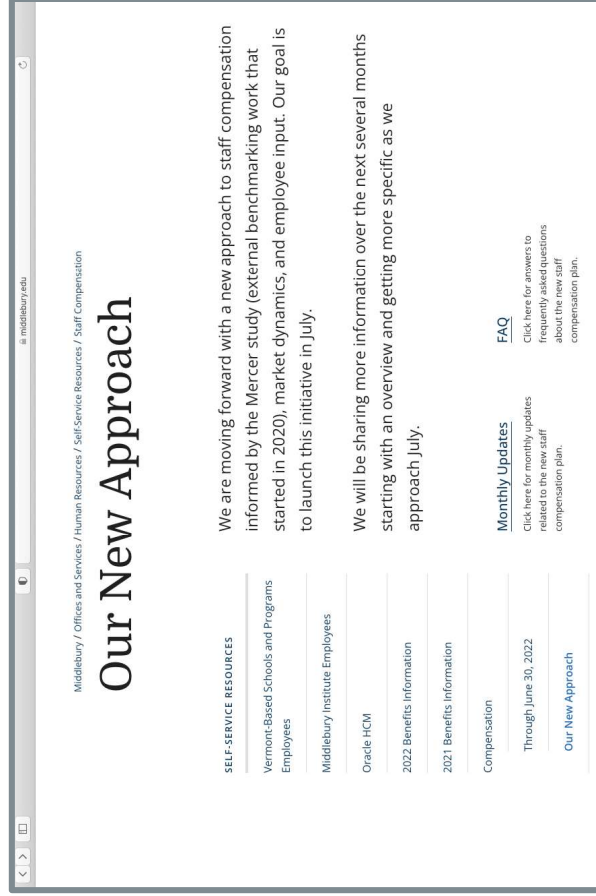 middlebury.edu
Middlebury / Offices and Services / Human Resources / Self-Service Resources / Staff Compensation
Our New Approach
SELF-SERVICE RESOURCES
Vermont-Based Schools and Programs
Employees
Middlebury Institute Employees
Oracle HCM
2022 Benefits Information
2021 Benefits Information
Compensation
Through June 30, 2022
Our New Approach
We are moving forward with a new approach to staff compensation
informed by the Mercer study (external benchmarking work that
started in 2020), market dynamics, and employee input. Our goal is
to launch this initiative in July.
We will be sharing more information over the next several months
starting with an overview and getting more specific as we
approach July.
Monthly Updates
Click here for monthly updates
related to the new staff
compensation plan.
FAQ
Click here for answers to
frequently asked questions
about the new staff
compensation plan.